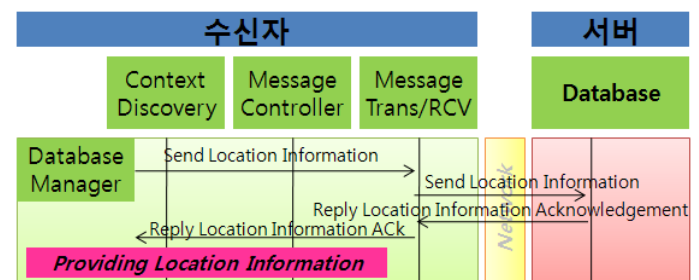 수신자
서버
Context
Discovery
Message
Controller
Message
Trans/RCV
Database
Database
Manager
Send Location Information
Send Location Information
Reply Location Information Acknowledgement
Reply Location Information ACk
Network
Providing Location Information